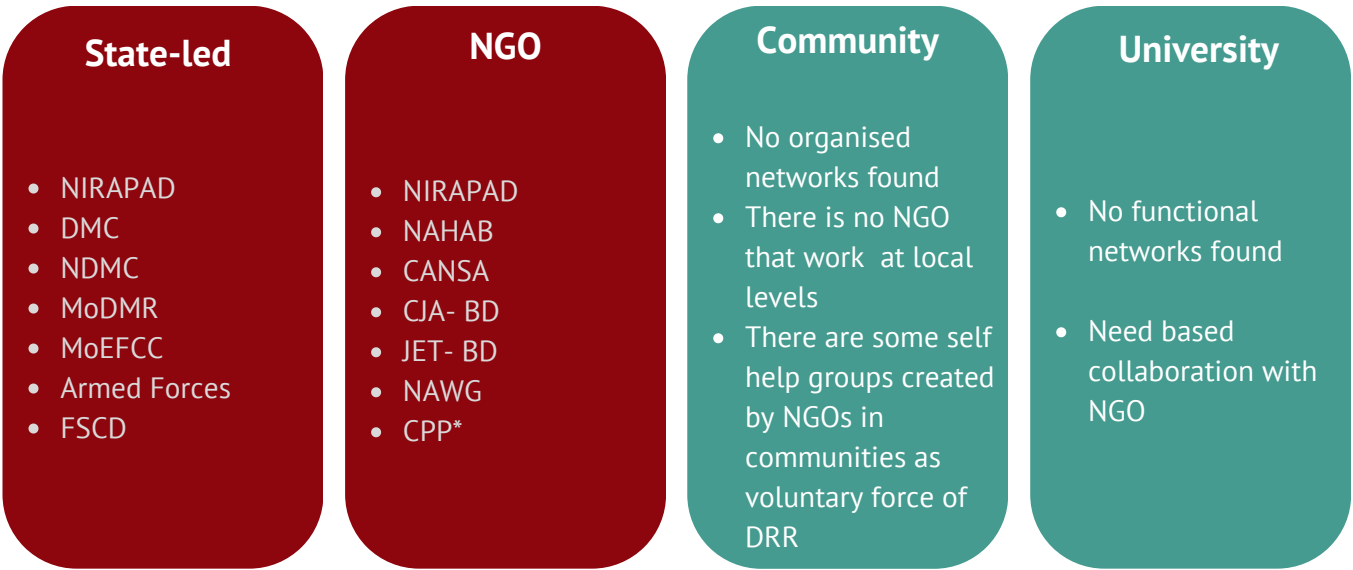 State-led
• NIRAPAD
• DMC
• NDMC
• MoDMR
• MoEFCC
• Armed Forces
• FSCD
NGO
• NIRAPAD
• NAHAB
• CANSA
• CJA- BD
• JET- BD
• NAWG
• CPP*
Community
• No organised
networks found
• There is no NGO
that work  at local
levels
• There are some self
help groups created
by NGOs in
communities as
voluntary force of
DRR
University
• No functional
networks found
• Need based
collaboration with
NGO